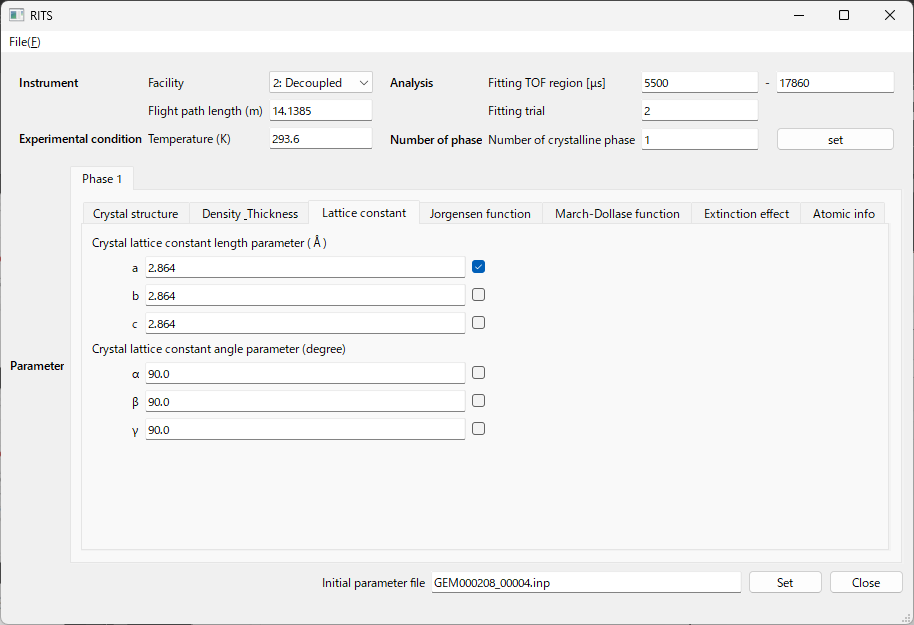 RITS
File(F)
Instrument Facility 2: Decoupled Analysis Fitting TOF region [μs] 5500 - 17860
Flight path length (m) 14.1385 Fitting trial 2
Experimental condition Temperature (K) 293.6 Number of phase Number of crystalline phase 1 set
Phase 1
Crystal structure Density_Thickness Lattice constant Jorgensen function March-Dollase function Extinction effect Atomic info
Crystal lattice constant length parameter (Å)
a 2.864
b 2.864
c 2.864
Crystal lattice constant angle parameter (degree)
Parameter
α 90.0
β 90.0
γ 90.0
Initial parameter file GEM000208_00004.inp Set Close